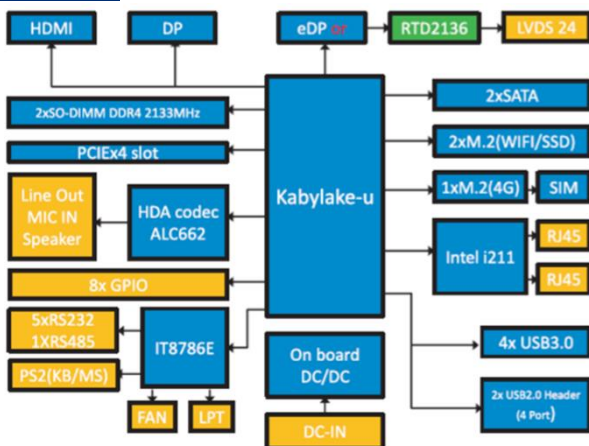 HDMI
DP
eDP or
RTD2136
LVDS 24
2xSO-DIMM DDR4 2133MHz
2xSATA
PCIEx4 slot
2xM.2(WIFI/SSD)
Kabylake-u
1xM.2(4G)
SIM
Line Out
MIC IN
Speaker
HDA codec
ALC662
Intel i211
RJ45
RJ45
8x GPIO
5xRS232
1XRS485
IT8786E
PS2(KB/MS)
FAN
LPT
On board
DC/DC
DC-IN
4x USB3.0
2x USB2.0 Header
(4 Port)